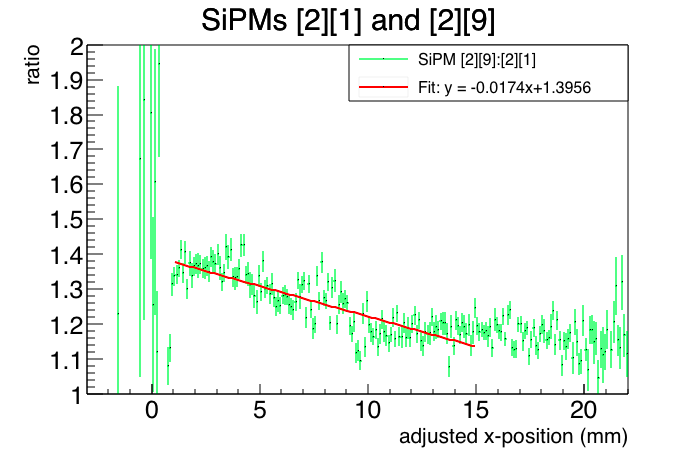 SiPMs [2][1] and [2][9]
ratio
2
1.9
1.8
1.7
1.6
1.5
1.4
1.3
1.2
1.1
1
SiPM [2][9]:[2][1]
Fit: y = -0.0174x+1.3956
0 5 10 15 20
adjusted x-position (mm)